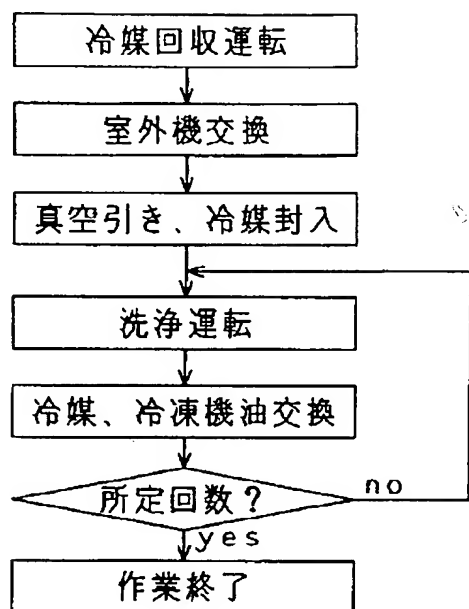 冷媒回収運転
室外機交換
真空引き、冷媒封入
洗浄運転
冷媒、冷凍機油交換
所定回数?
no
yes
作業終了